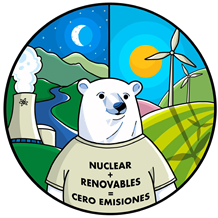 NUCLEAR
+
RENOVABLES
=
CERO EMISIONES